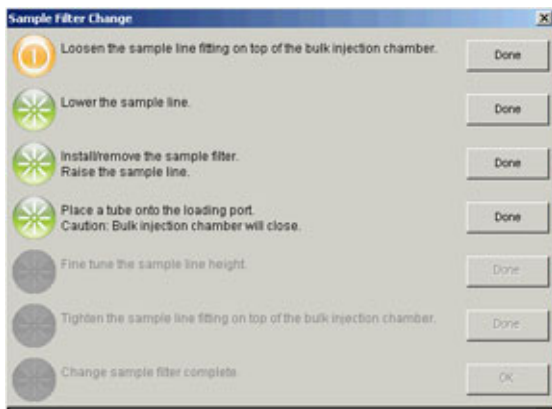 Sample Filter Change
Loosen the sample line fitting on top of the bulk injection chamber.
Done
Lower the sample line.
Done
Install/remove the sample filter.
Raise the sample line.
Done
Place a tube onto the loading port.
Caution: Bulk injection chamber will close.
Done
Fine tune the sample line height.
Done
Tighten the sample line fitting on top of the bulk injection chamber.
Done
Change sample filter complete.
OK